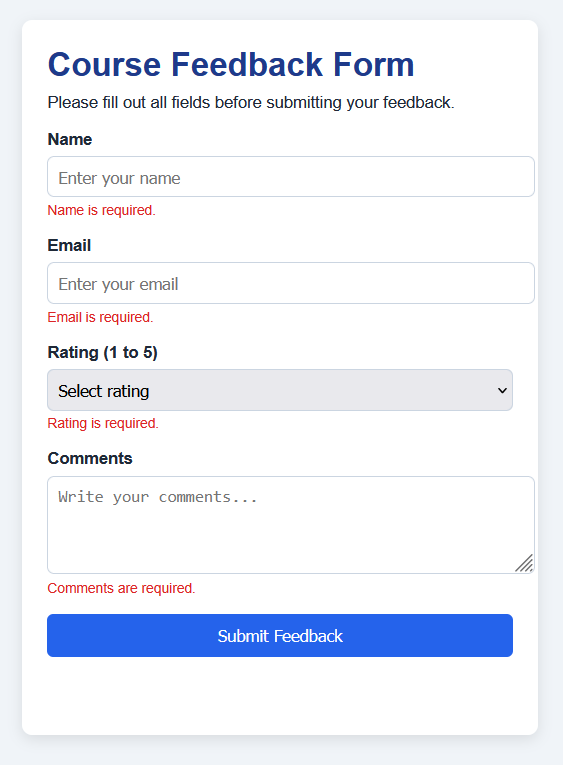 Course Feedback Form
Please fill out all fields before submitting your feedback.
Name
Enter your name
Name is required.
Email
Enter your email
Email is required.
Rating (1 to 5)
Select rating
Rating is required.
Comments
Write your comments...
Comments are required.
Submit Feedback